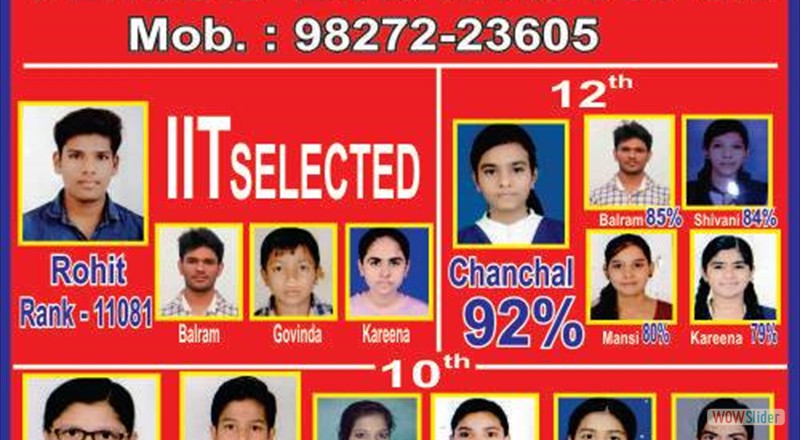 Mob. : 98272-23605
IIT SELECTED
Rohit
Rank - 11081
Balram
Govinda
Kareena
12th
Chanchal
92%
Balram 85%
Shivani 84%
Mansi 80%
Kareena 79%
10th
WOWSlider